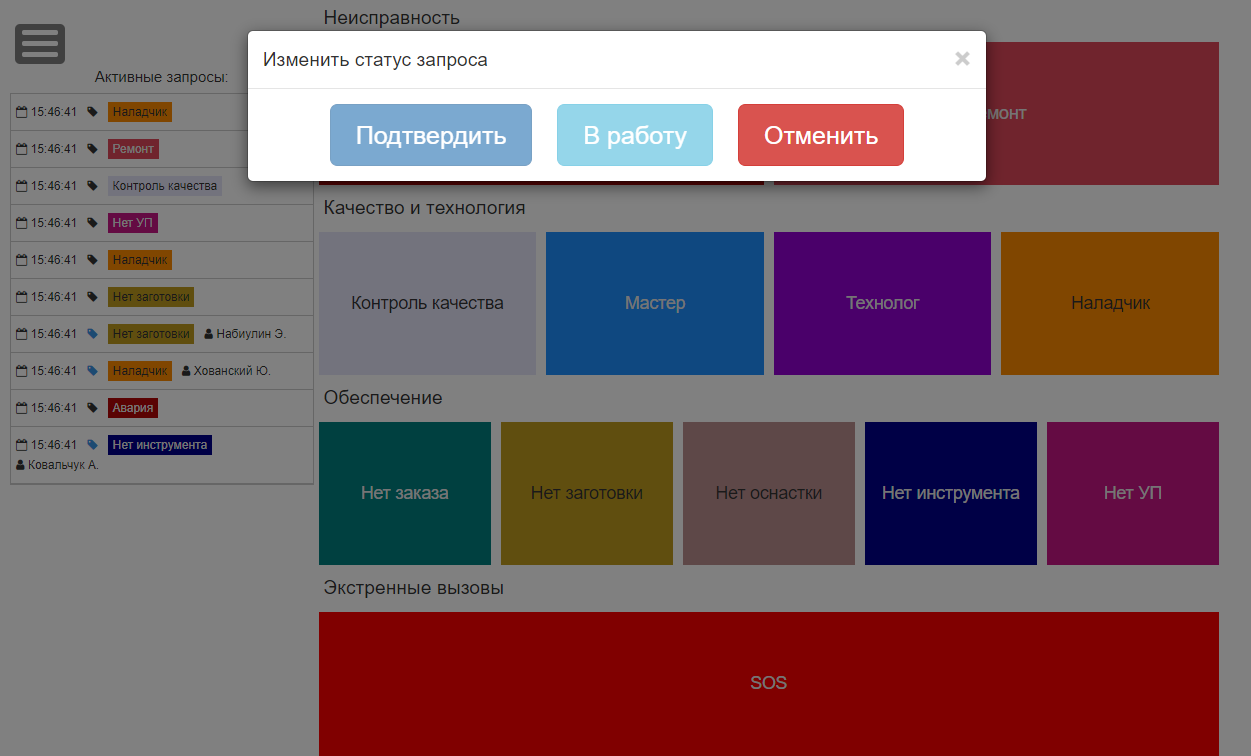 Неисправность
Изменить статус запроса
×
Подтвердить
В работу
Отменить
МОНТ
Активные запросы:
15:46:41 Наладчик
15:46:41 Ремонт
15:46:41 Контроль качества
15:46:41 Нет УП
15:46:41 Наладчик
15:46:41 Нет заготовки
15:46:41 Нет заготовки Набиулин Э.
15:46:41 Наладчик Хованский Ю.
15:46:41 Авария
15:46:41 Нет инструмента
Ковальчук А.
Качество и технология
Контроль качества
Мастер
Технолог
Наладчик
Обеспечение
Нет заказа
Нет заготовки
Нет оснастки
Нет инструмента
Нет УП
Экстренные вызовы
SOS